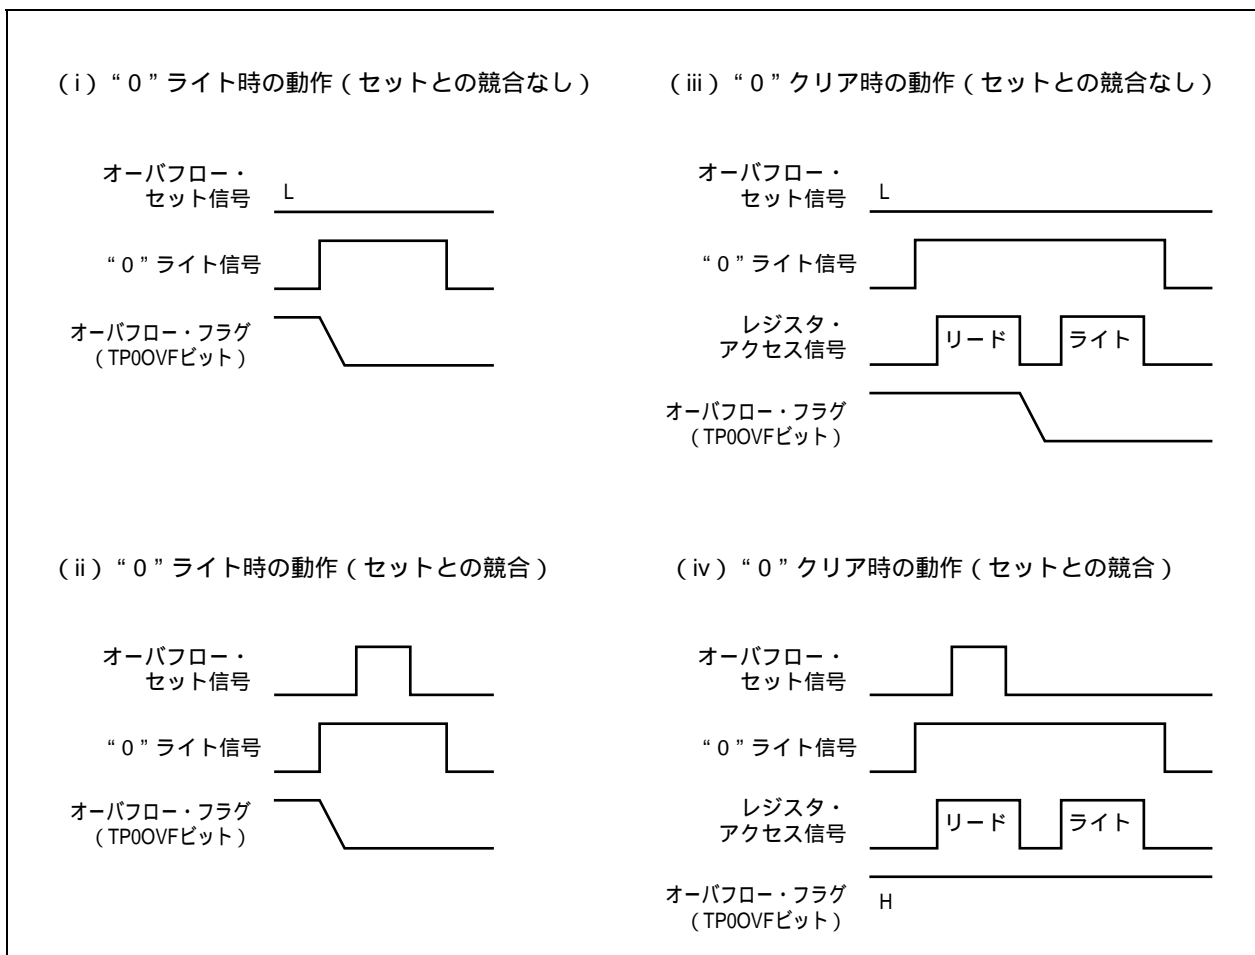 (i)“0”ライト時の動作(セットとの競合なし)
オーバフロー・
セット信号
L
“0”ライト信号
オーバフロー・フラグ
(TP0OVFビット)
(iii)“0”クリア時の動作(セットとの競合なし)
オーバフロー・
セット信号
L
“0”ライト信号
レジスタ・
アクセス信号
リード
ライト
オーバフロー・フラグ
(TP0OVFビット)
(ii)“0”ライト時の動作(セットとの競合)
オーバフロー・
セット信号
“0”ライト信号
オーバフロー・フラグ
(TP0OVFビット)
(iv)“0”クリア時の動作(セットとの競合)
オーバフロー・
セット信号
“0”ライト信号
レジスタ・
アクセス信号
リード
ライト
オーバフロー・フラグ
(TP0OVFビット)
H